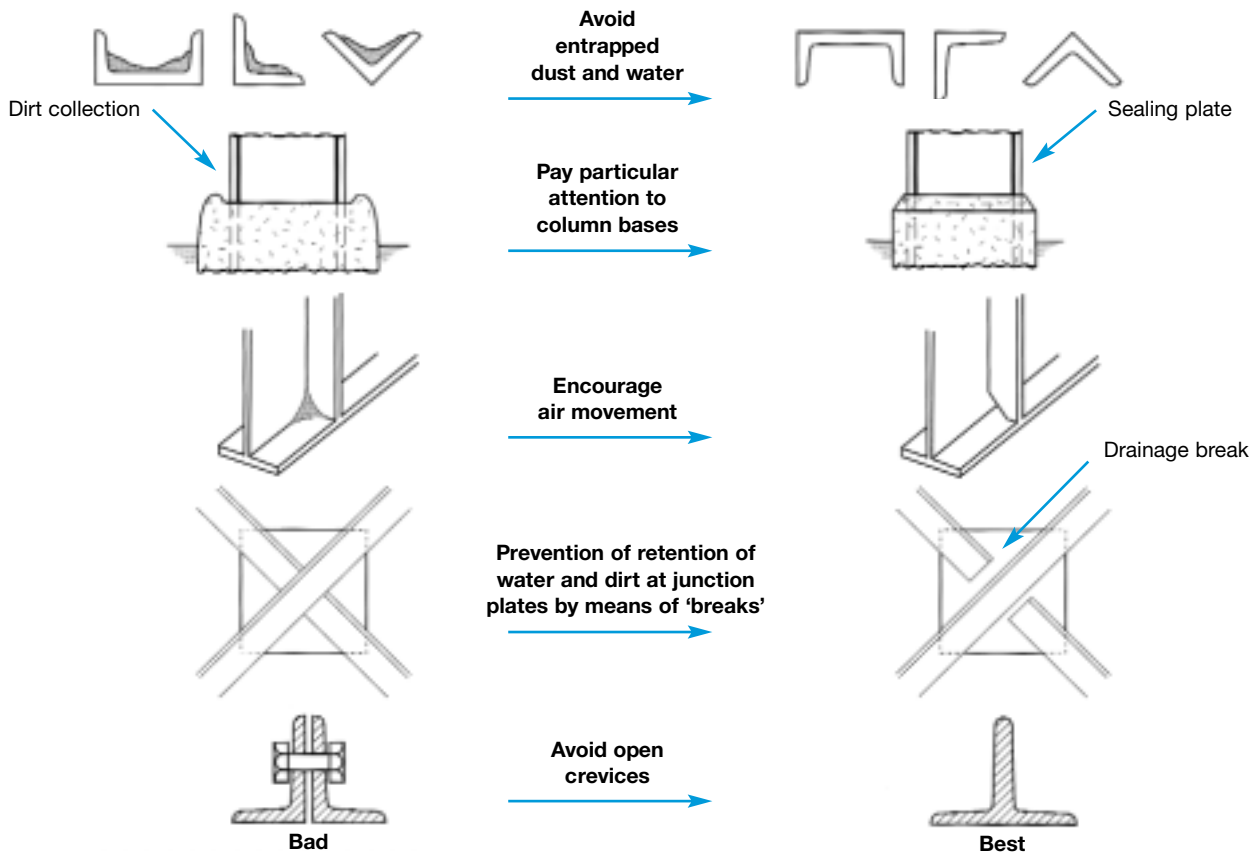 Avoid
entrapped
dust and water
Dirt collection
Sealing plate
Pay particular
attention to
column bases
Encourage
air movement
Drainage break
Prevention of retention of
water and dirt at junction
plates by means of ‘breaks’
Avoid open
crevices
Bad
Best